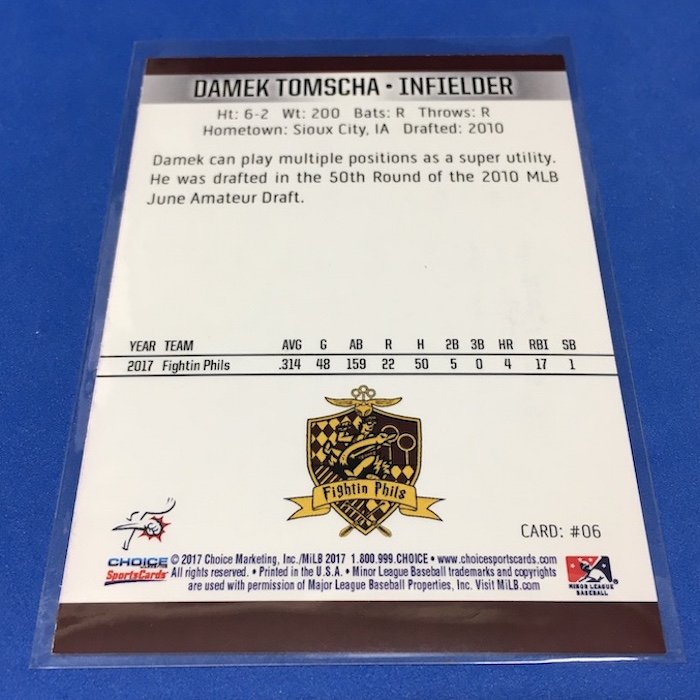 DAMEK TOMSCHA • INFIELDER
Ht: 6-2 Wt: 200 Bats: R Throws: R
Hometown: Sioux City, IA Drafted: 2010
Damek can play multiple positions as a super utility.
He was drafted in the 50th Round of the 2010 MLB
June Amateur Draft.
YEAR TEAM AVG G AB R H 2B 3B HR RBI SB
2017 Fightin Phils .314 48 159 22 50 5 0 4 17 1
Fightin Phils
CARD: #06
CHOICE
SportsCards
© 2017 Choice Marketing, Inc./MiLB 2017 1.800.999.CHOICE • www.choicesportscards.com
All rights reserved. • Printed in the U.S.A. • Minor League Baseball trademarks and copyrights
are used with permission of Major League Baseball Properties, Inc. Visit MiLB.com
MINOR LEAGUE
BASEBALL